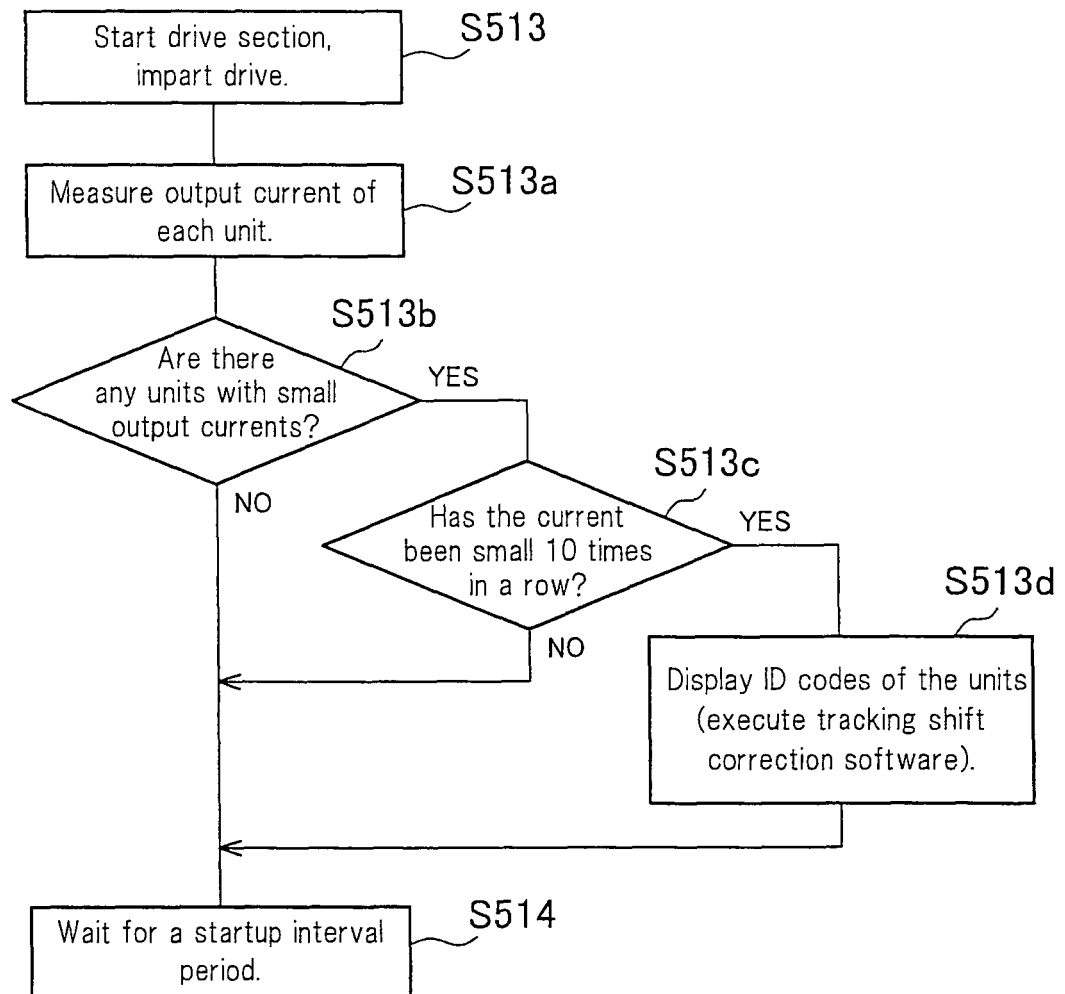 Start drive section,
impart drive.
S513
Measure output current of
each unit.
S513a
S513b
Are there
any units with small
output currents?
YES
NO
S513c
Has the current
been small 10 times
in a row?
YES
NO
S513d
Display ID codes of the units
(execute tracking shift
correction software).
Wait for a startup interval
period.
S514